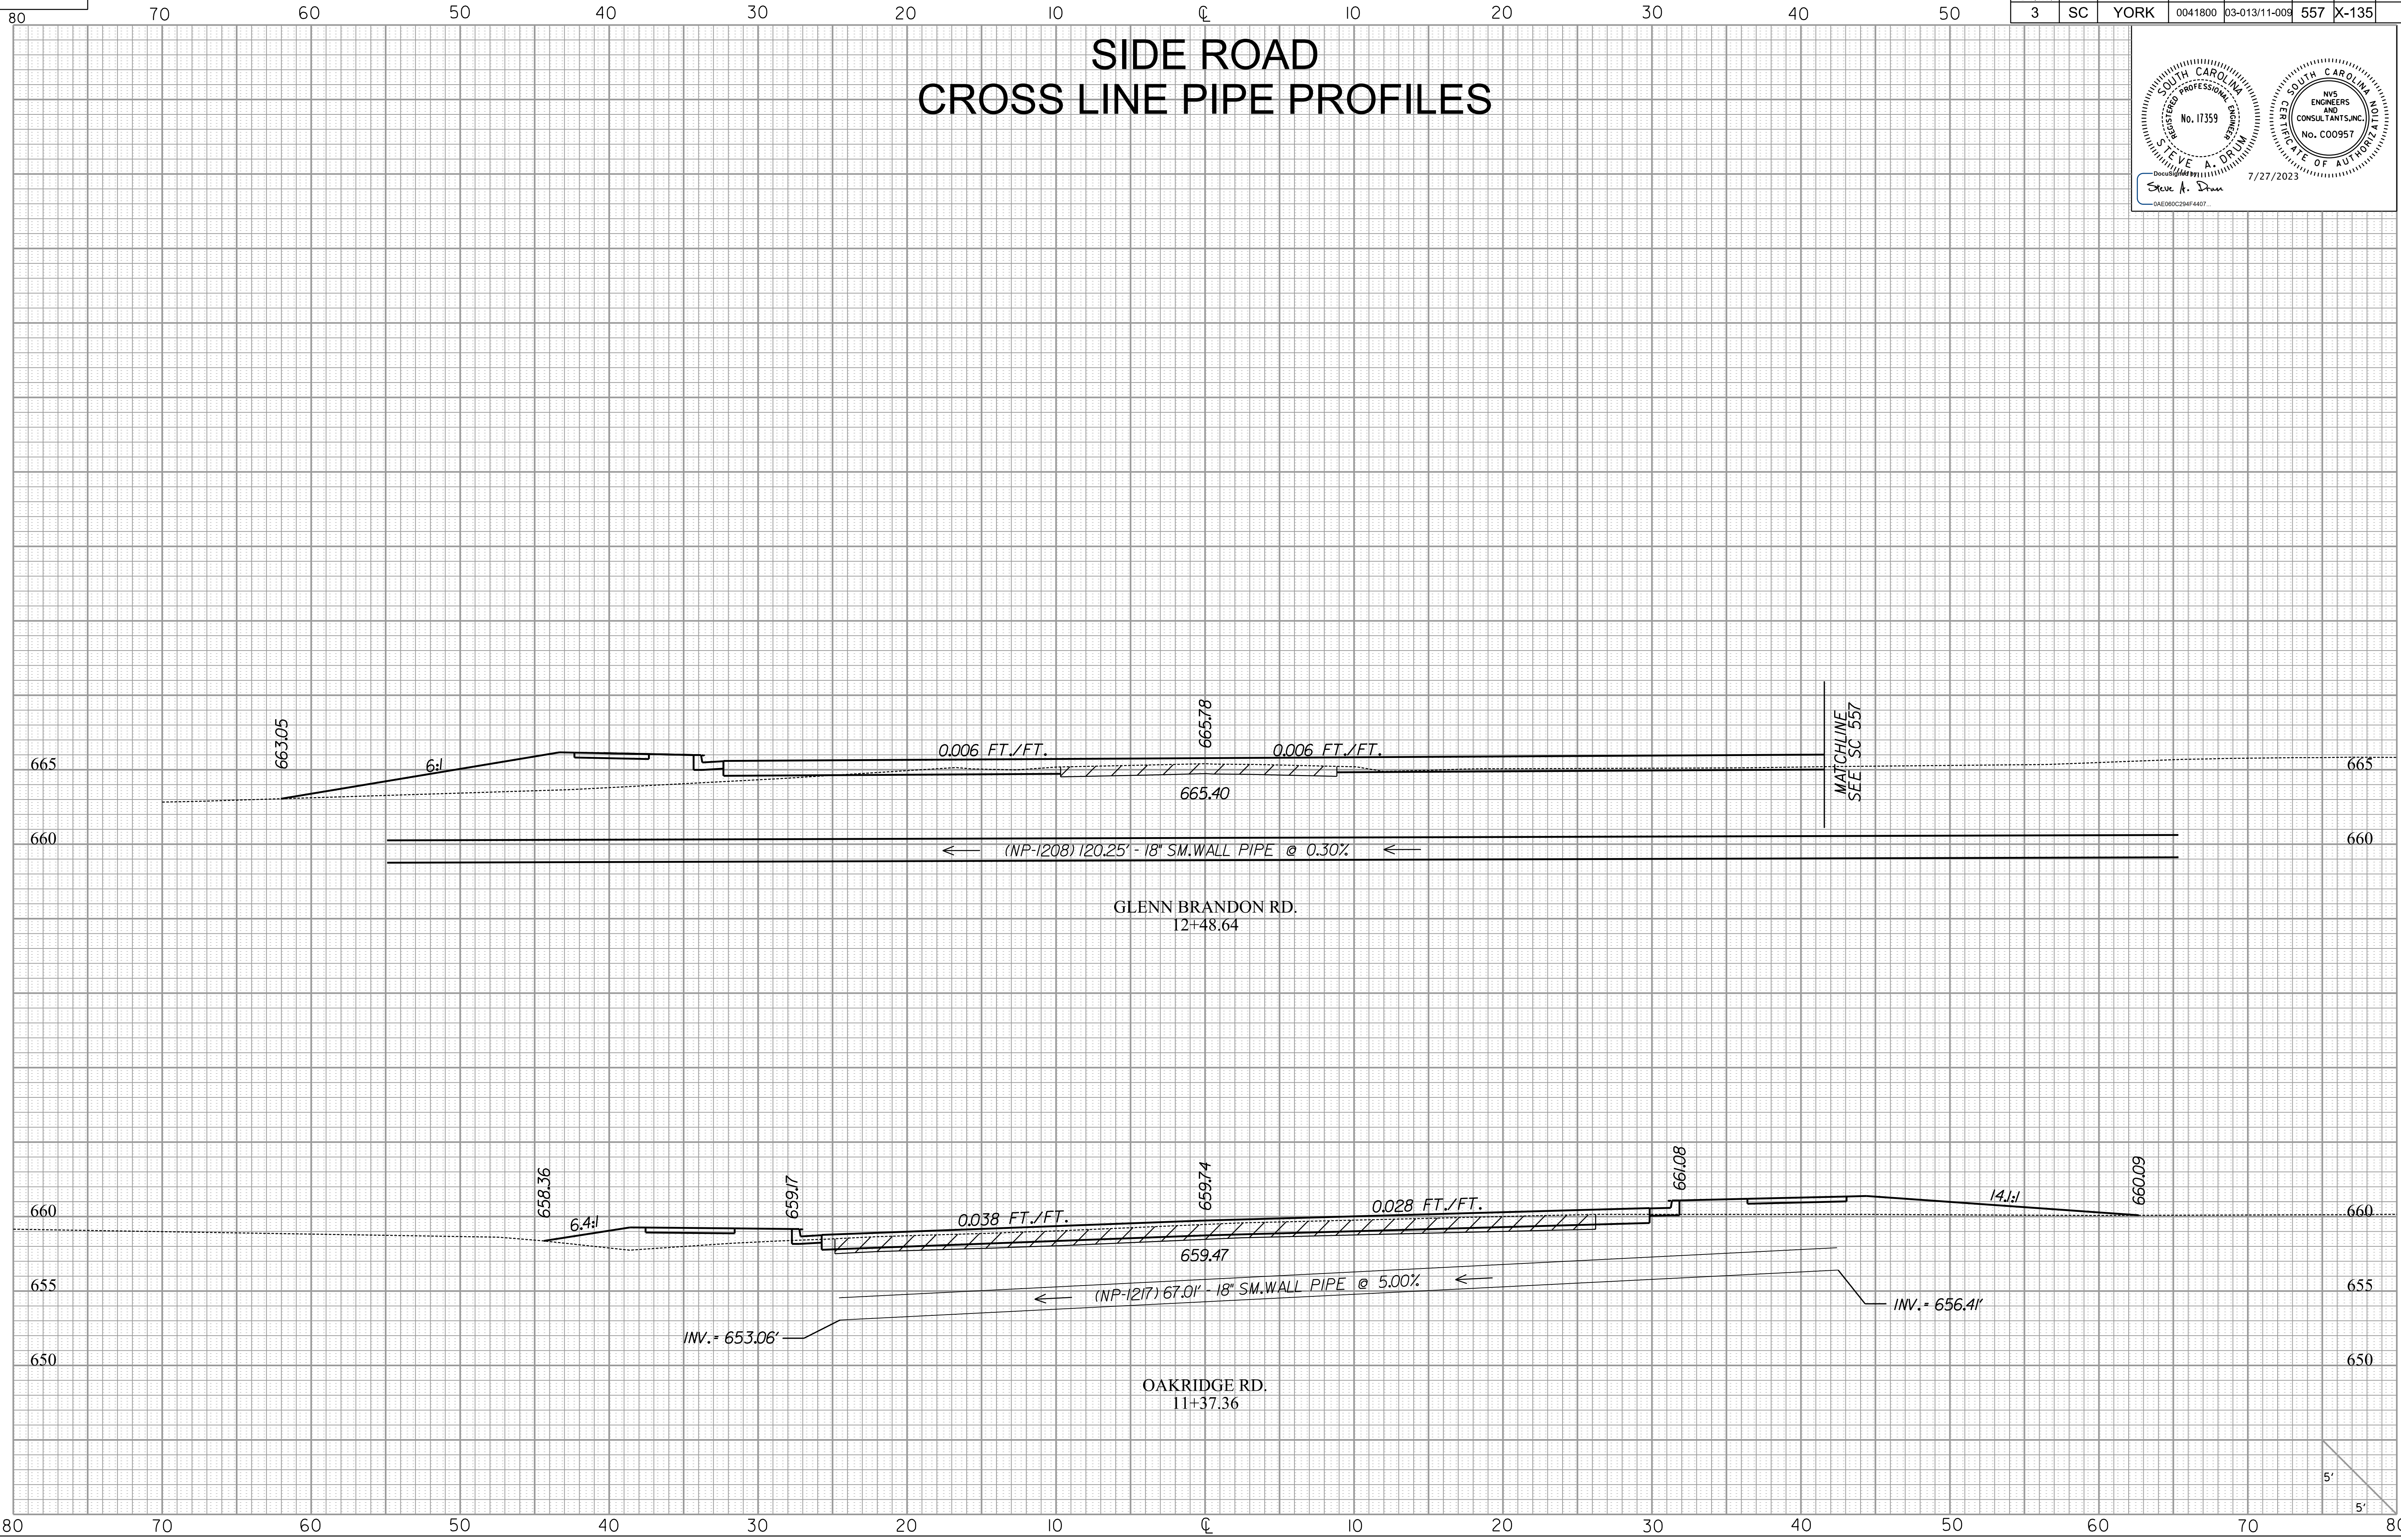 80 70 60 50 40 30 20 10 ℄ 10 20 30 40 50
3 SC YORK 0041800 03-013/11-009 557 X-135
SIDE ROAD
CROSS LINE PIPE PROFILES
SOUTH CAROLINA
REGISTERED PROFESSIONAL ENGINEER
No. 17359
STEVE A. DRUM
SOUTH CAROLINA
CERTIFICATE OF AUTHORIZATION
NV5
ENGINEERS
AND
CONSULTANTS,INC.
No. C00957
DocuSigned by:
Steve A. Drum
7/27/2023
0AE060C294F4407...
663.05
665.78
MATCHLINE
SEE SC 557
6:1
0.006 FT./FT.
0.006 FT./FT.
665
665
665.40
660
660
(NP-1208) 120.25' - 18" SM.WALL PIPE @ 0.30%
GLENN BRANDON RD.
12+48.64
658.36
659.17
659.74
661.08
660.09
6.4:1
0.038 FT./FT.
0.028 FT./FT.
14.1:1
660
660
659.47
655
655
(NP-1217) 67.01' - 18" SM.WALL PIPE @ 5.00%
INV.= 656.41'
INV.= 653.06'
650
650
OAKRIDGE RD.
11+37.36
5'
5'
80 70 60 50 40 30 20 10 ℄ 10 20 30 40 50 60 70 80